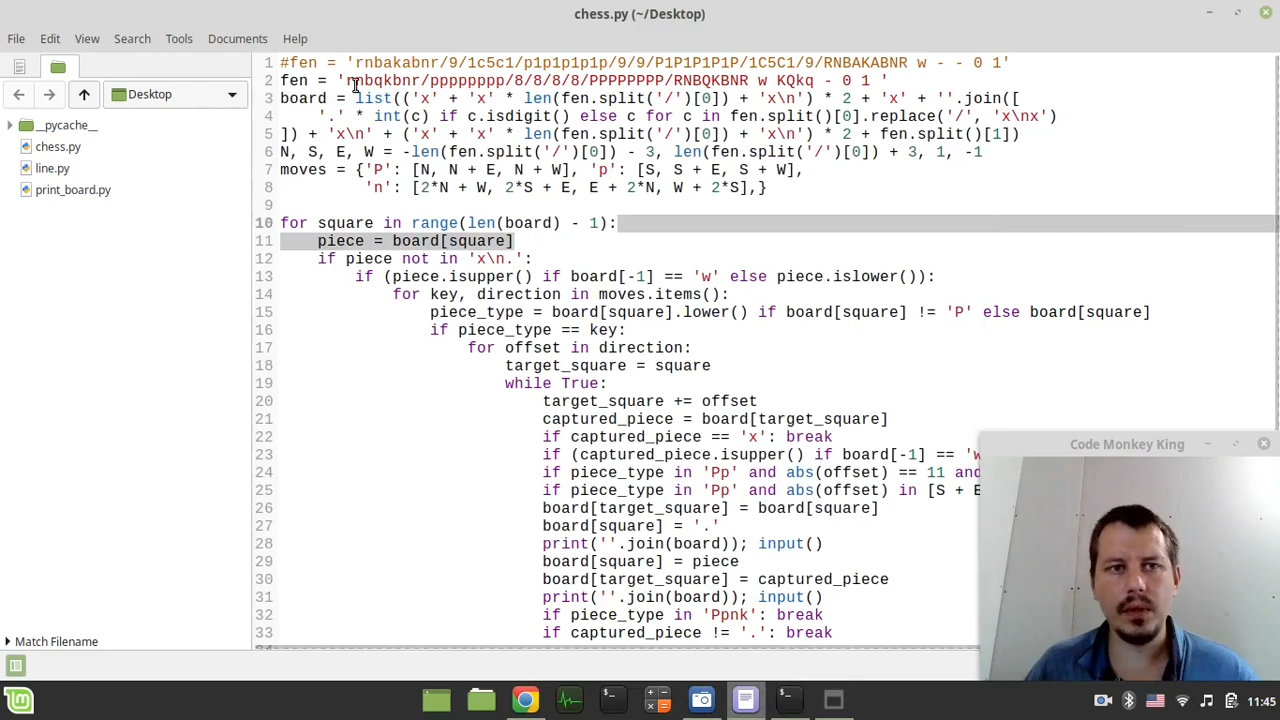 chess.py (~/Desktop)
File Edit View Search Tools Documents Help
Desktop
__pycache__
chess.py
line.py
print_board.py
Match Filename
1 #fen = 'rnbakabnr/9/1c5c1/p1p1p1p1p/9/9/P1P1P1P1P/1C5C1/9/RNBAKABNR w - - 0 1'
2 fen = 'rnbqkbnr/pppppppp/8/8/8/8/PPPPPPPP/RNBQKBNR w KQkq - 0 1 '
3 board = list(('x' + 'x' * len(fen.split('/')[0]) + 'x\n') * 2 + 'x' + ''.join([
4     '.' * int(c) if c.isdigit() else c for c in fen.split()[0].replace('/', 'x\nx')
5 ]) + 'x\n' + ('x' + 'x' * len(fen.split('/')[0]) + 'x\n') * 2 + fen.split()[1])
6 N, S, E, W = -len(fen.split('/')[0]) - 3, len(fen.split('/')[0]) + 3, 1, -1
7 moves = {'P': [N, N + E, N + W], 'p': [S, S + E, S + W],
8          'n': [2*N + W, 2*S + E, E + 2*N, W + 2*S],}
9
10 for square in range(len(board) - 1):
11     piece = board[square]
12     if piece not in 'x\n.':
13         if (piece.isupper() if board[-1] == 'w' else piece.islower()):
14             for key, direction in moves.items():
15                 piece_type = board[square].lower() if board[square] != 'P' else board[square]
16                 if piece_type == key:
17                     for offset in direction:
18                         target_square = square
19                         while True:
20                             target_square += offset
21                             captured_piece = board[target_square]
22                             if captured_piece == 'x': break
23                             if (captured_piece.isupper() if board[-1] == 'w
24                             if piece_type in 'Pp' and abs(offset) == 11 and
25                             if piece_type in 'Pp' and abs(offset) in [S + E
26                             board[target_square] = board[square]
27                             board[square] = '.'
28                             print(''.join(board)); input()
29                             board[square] = piece
30                             board[target_square] = captured_piece
31                             print(''.join(board)); input()
32                             if piece_type in 'Ppnk': break
33                             if captured_piece != '.': break
Code Monkey King
11:45